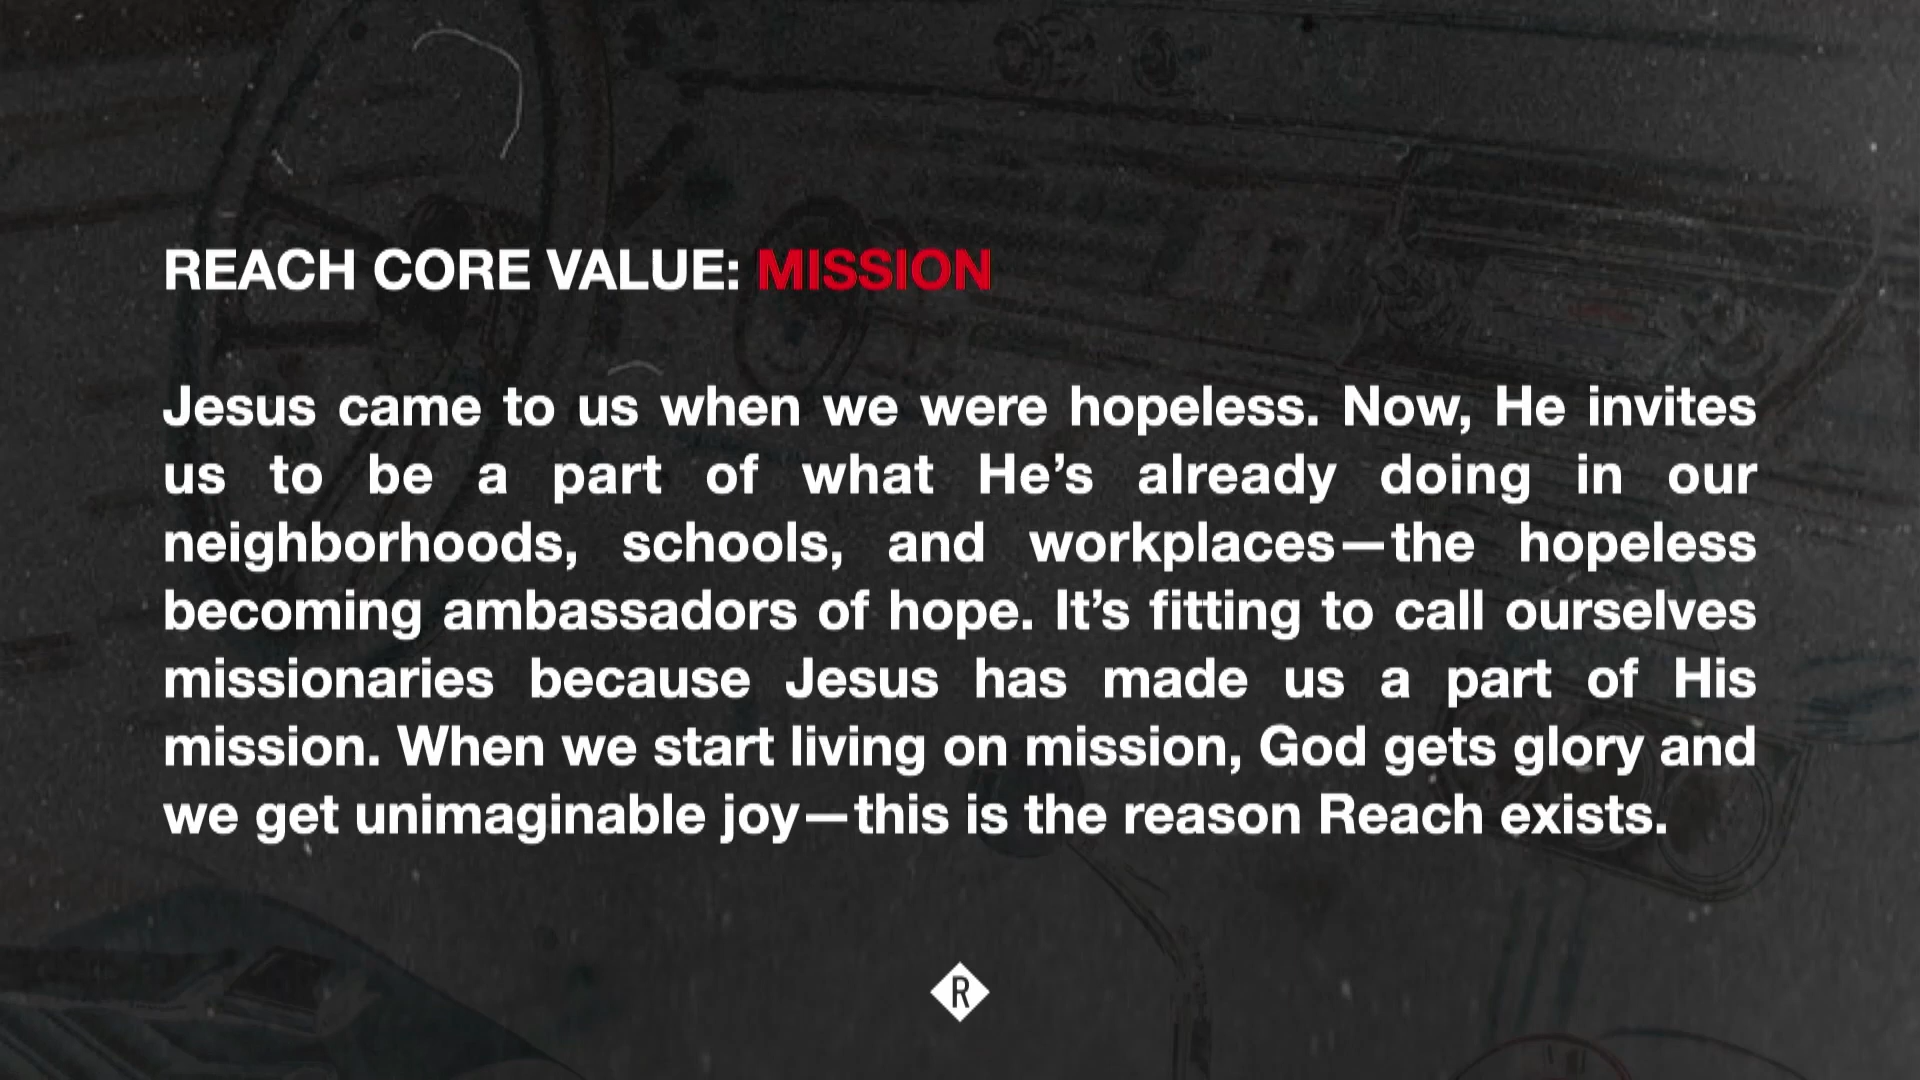 REACH CORE VALUE: MISSION
Jesus came to us when we were hopeless. Now, He invites
us to be a part of what He’s already doing in our
neighborhoods, schools, and workplaces—the hopeless
becoming ambassadors of hope. It’s fitting to call ourselves
missionaries because Jesus has made us a part of His
mission. When we start living on mission, God gets glory and
we get unimaginable joy—this is the reason Reach exists.
R